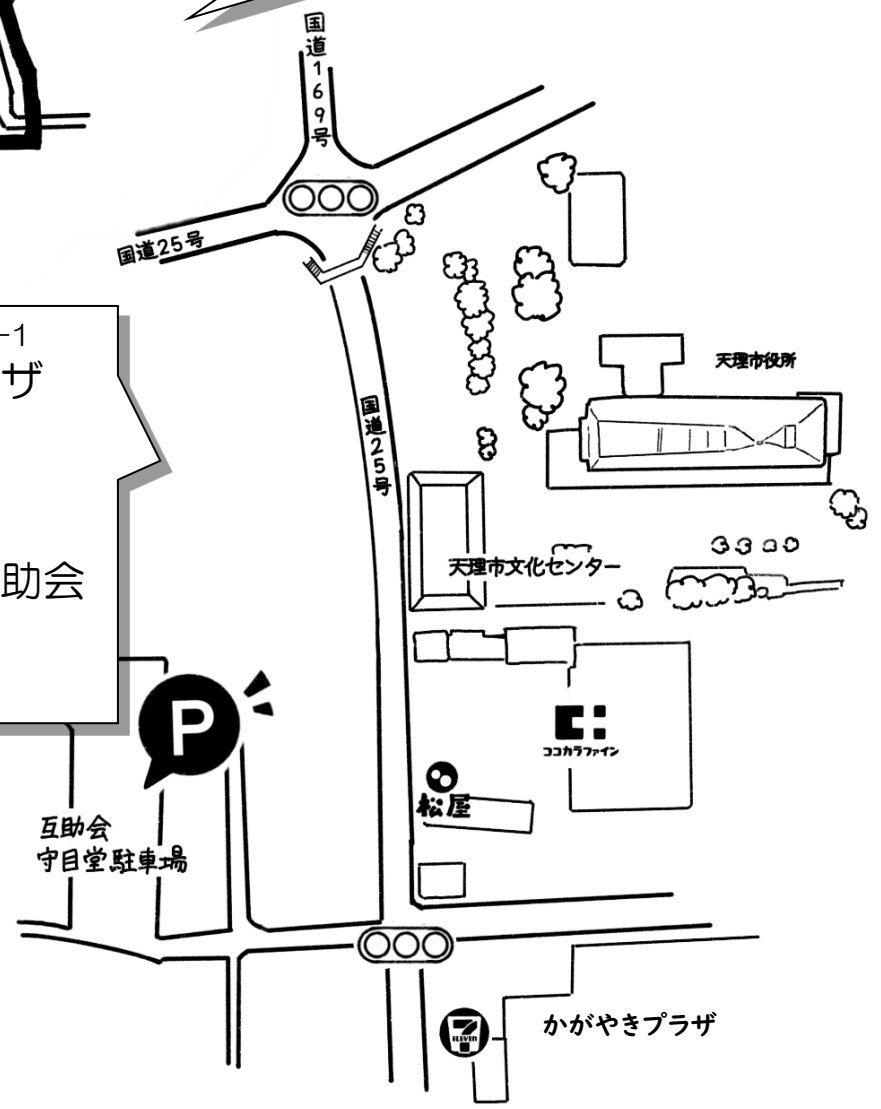 国道169号
国道25号
-1
ザ
天理市役所
国道25号
天理市文化センター
助会
P
ココカラファイン
松屋
互助会
守目堂駐車場
7
ELEVEN
かがやきプラザ